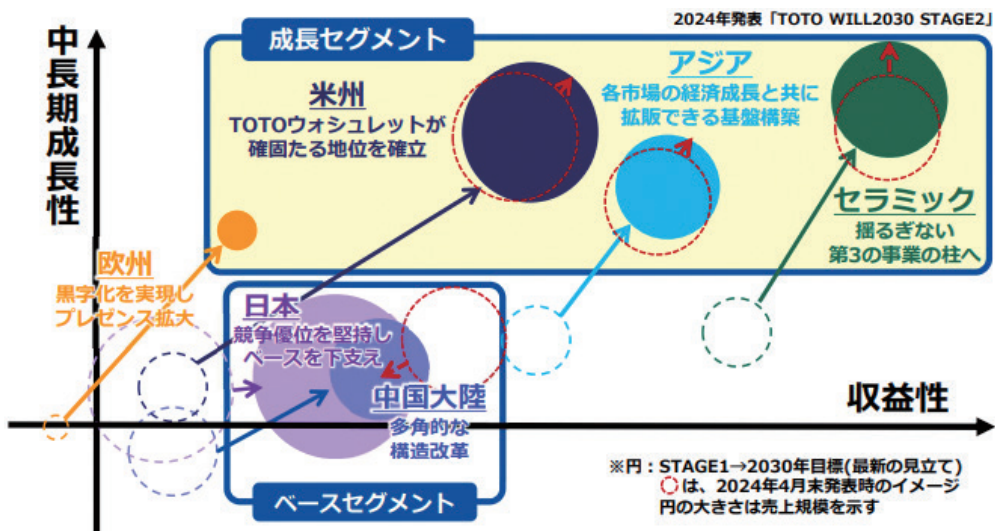 2024年発表「TOTO WILL2030 STAGE2」
中長期成長性
成長セグメント
米州
TOTOウォシュレットが
確固たる地位を確立
アジア
各市場の経済成長と共に
拡販できる基盤構築
セラミック
揺るぎない
第3の事業の柱へ
欧州
黒字化を実現し
プレゼンス拡大
日本
競争優位を堅持し
ベースを下支え
中国大陸
多角的な
構造改革
ベースセグメント
収益性
※円：STAGE1→2030年目標(最新の見立て)
は、2024年4月末発表時のイメージ
円の大きさは売上規模を示す